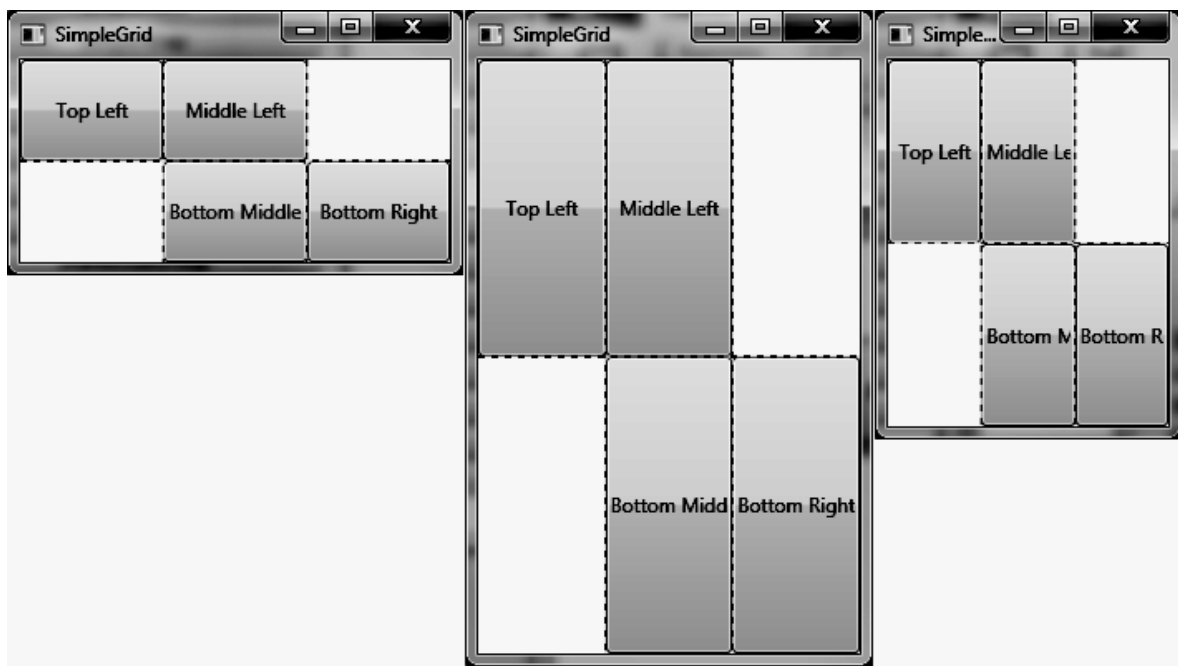 SimpleGrid
Top Left
Middle Left
Bottom Middle
Bottom Right
SimpleGrid
Top Left
Middle Left
Bottom Midd
Bottom Right
Simple...
Top Left
Middle Le
Bottom M
Bottom R